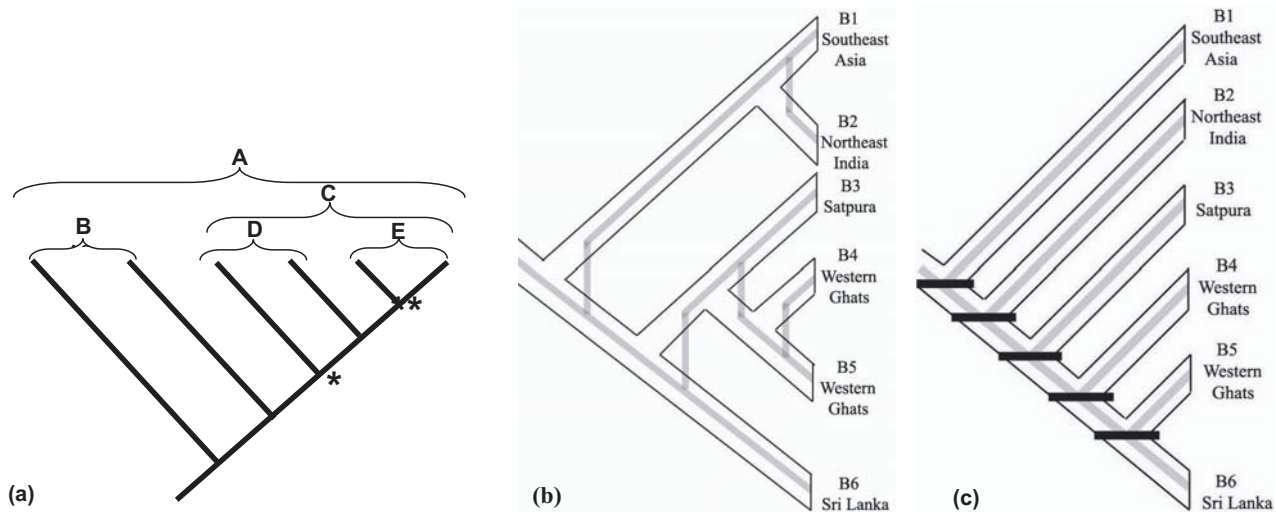 A
C
B
D
E
*
**
(a)
B1
Southeast
Asia
B2
Northeast
India
B3
Satpura
B4
Western
Ghats
B5
Western
Ghats
B6
Sri Lanka
(b)
B1
Southeast
Asia
B2
Northeast
India
B3
Satpura
B4
Western
Ghats
B5
Western
Ghats
B6
Sri Lanka
(c)